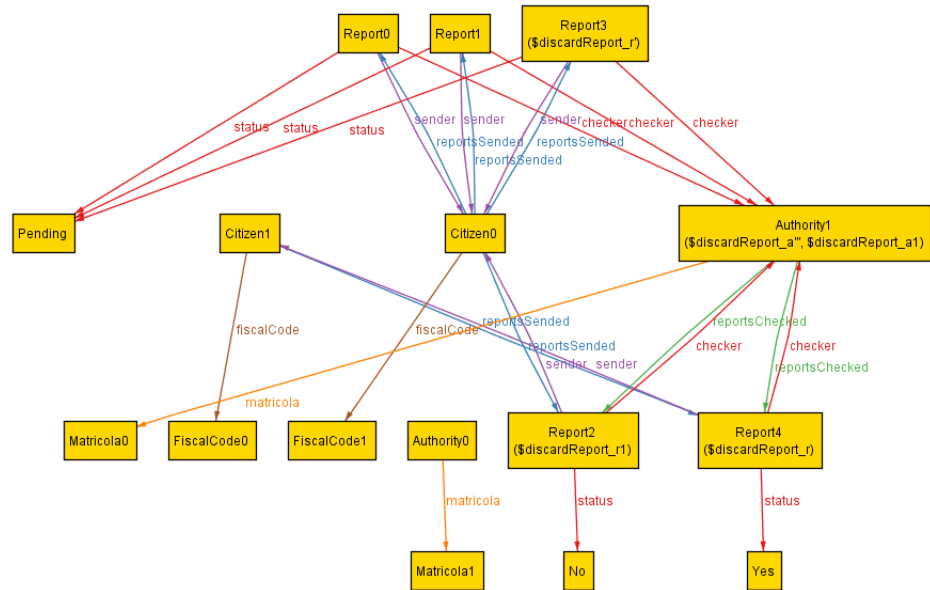 Report0
Report1
Report3
($discardReport_r')
status
status
status
sender
sender
sender
reportsSended
reportsSended
reportsSended
checker
checker
checker
Pending
Citizen1
Citizen0
Authority1
($discardReport_a''', $discardReport_a1)
fiscalCode
fiscalCode
reportsSended
reportsSended
sender
sender
reportsChecked
checker
checker
reportsChecked
matricola
Matricola0
FiscalCode0
FiscalCode1
Authority0
Report2
($discardReport_r1)
Report4
($discardReport_r)
matricola
status
status
Matricola1
No
Yes